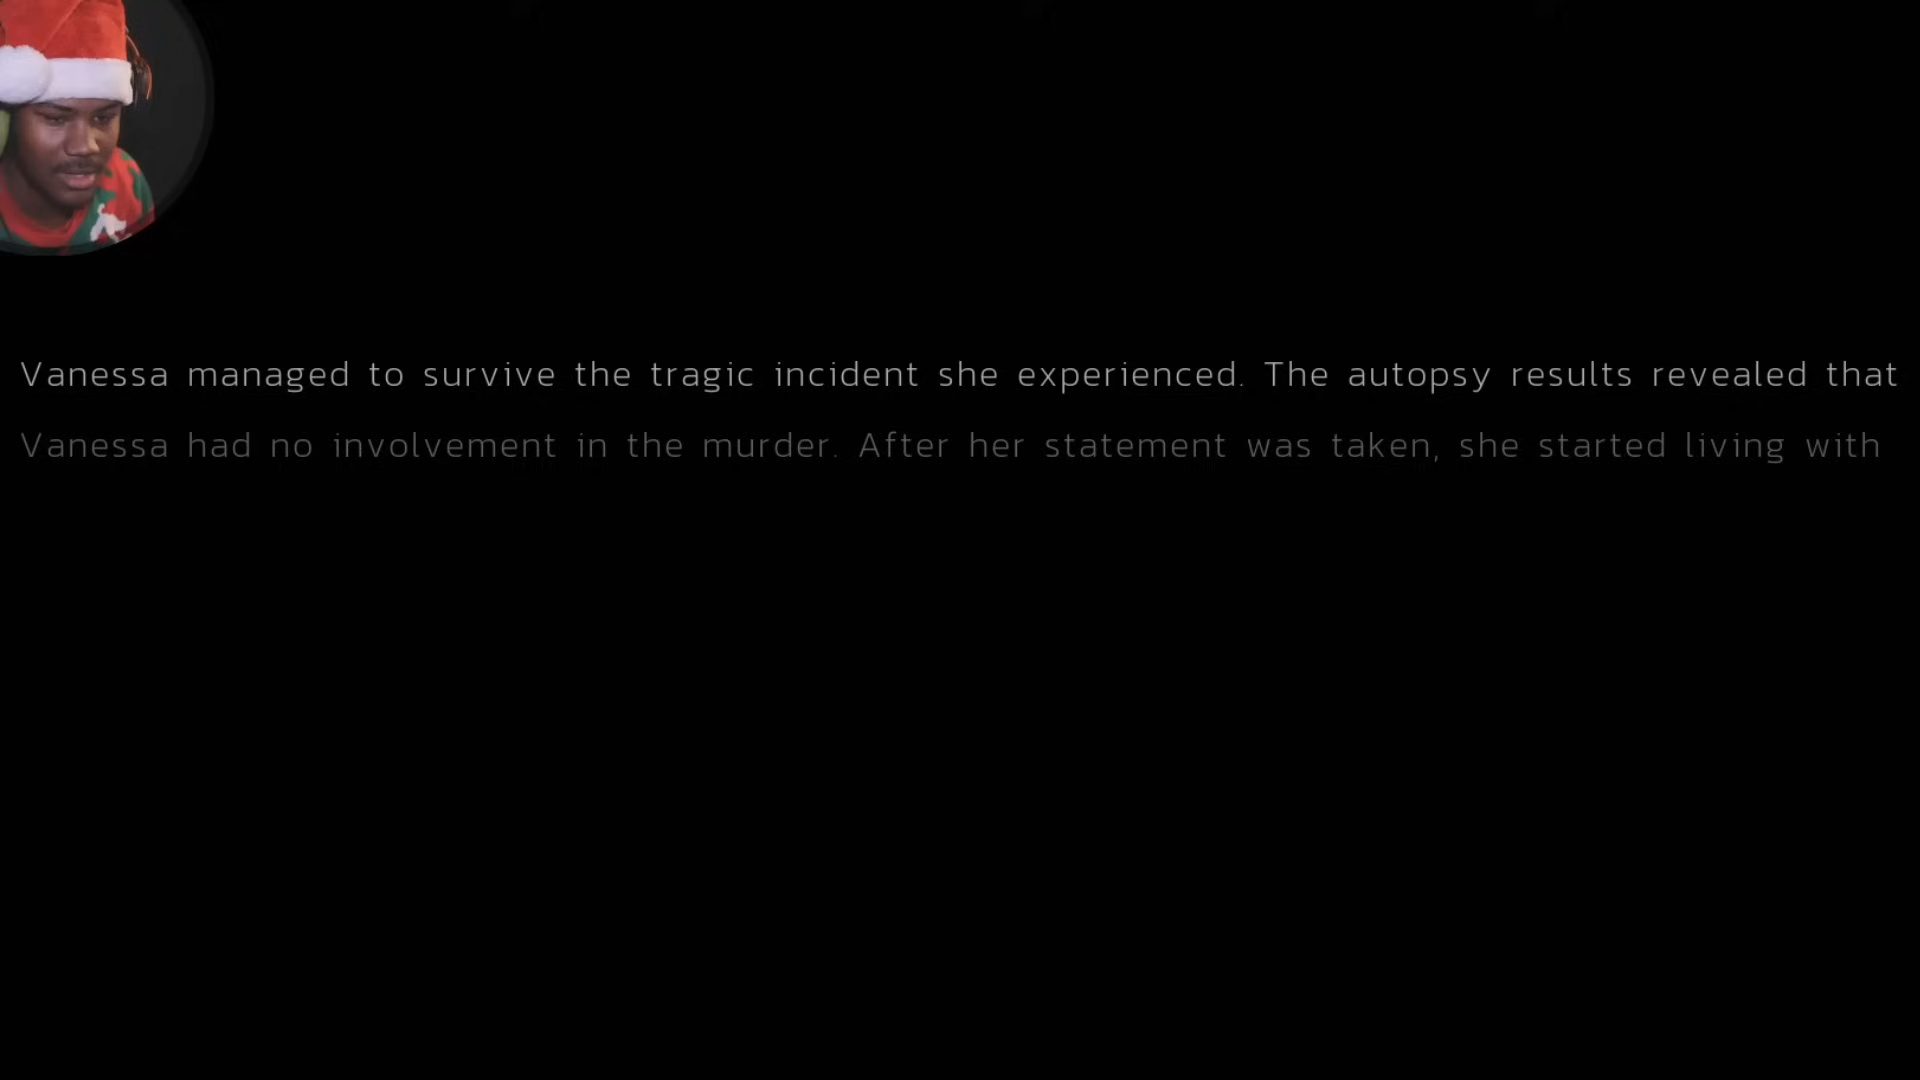 Vanessa managed to survive the tragic incident she experienced. The autopsy results revealed that
Vanessa had no involvement in the murder. After her statement was taken, she started living with